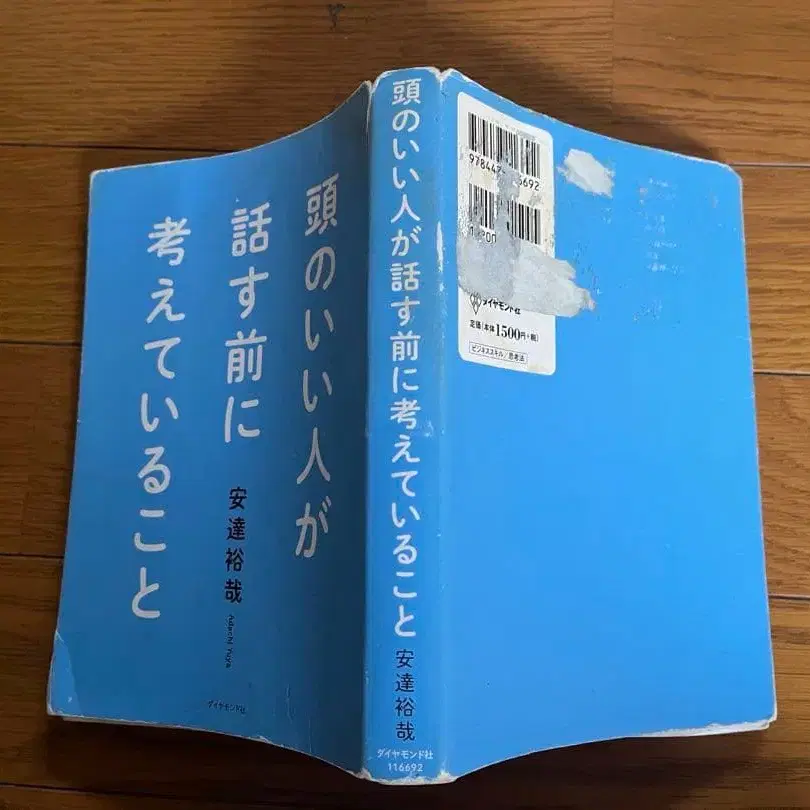 頭のいい人が
話す前に
考えていること
安達裕哉
Adachi Yuya
ダイヤモンド社
頭のいい人が話す前に考えていること
安達裕哉
ダイヤモンド社
116692
ダイヤモンド社
定価(本体1500円+税)
ビジネススキル/思考法